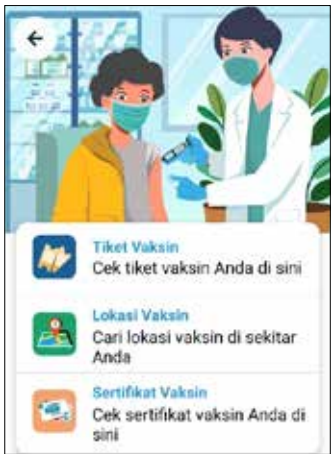 Tiket Vaksin
Cek tiket vaksin Anda di sini
Lokasi Vaksin
Cari lokasi vaksin di sekitar
Anda
Sertifikat Vaksin
Cek sertifikat vaksin Anda di
sini